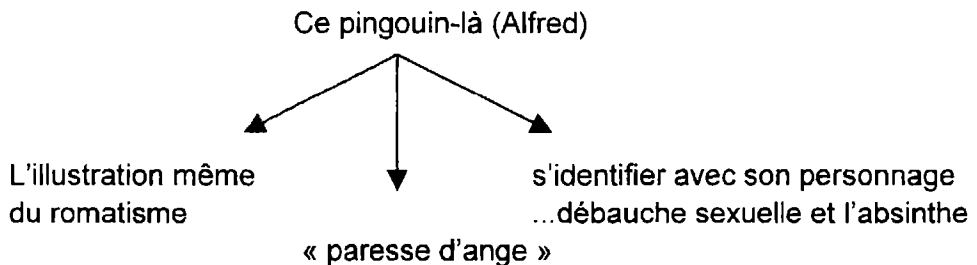 Ce pingouin-là (Alfred)
L'illustration même
du romatisme
« paresse d'ange »
s'identifier avec son personnage
...débauche sexuelle et l'absinthe